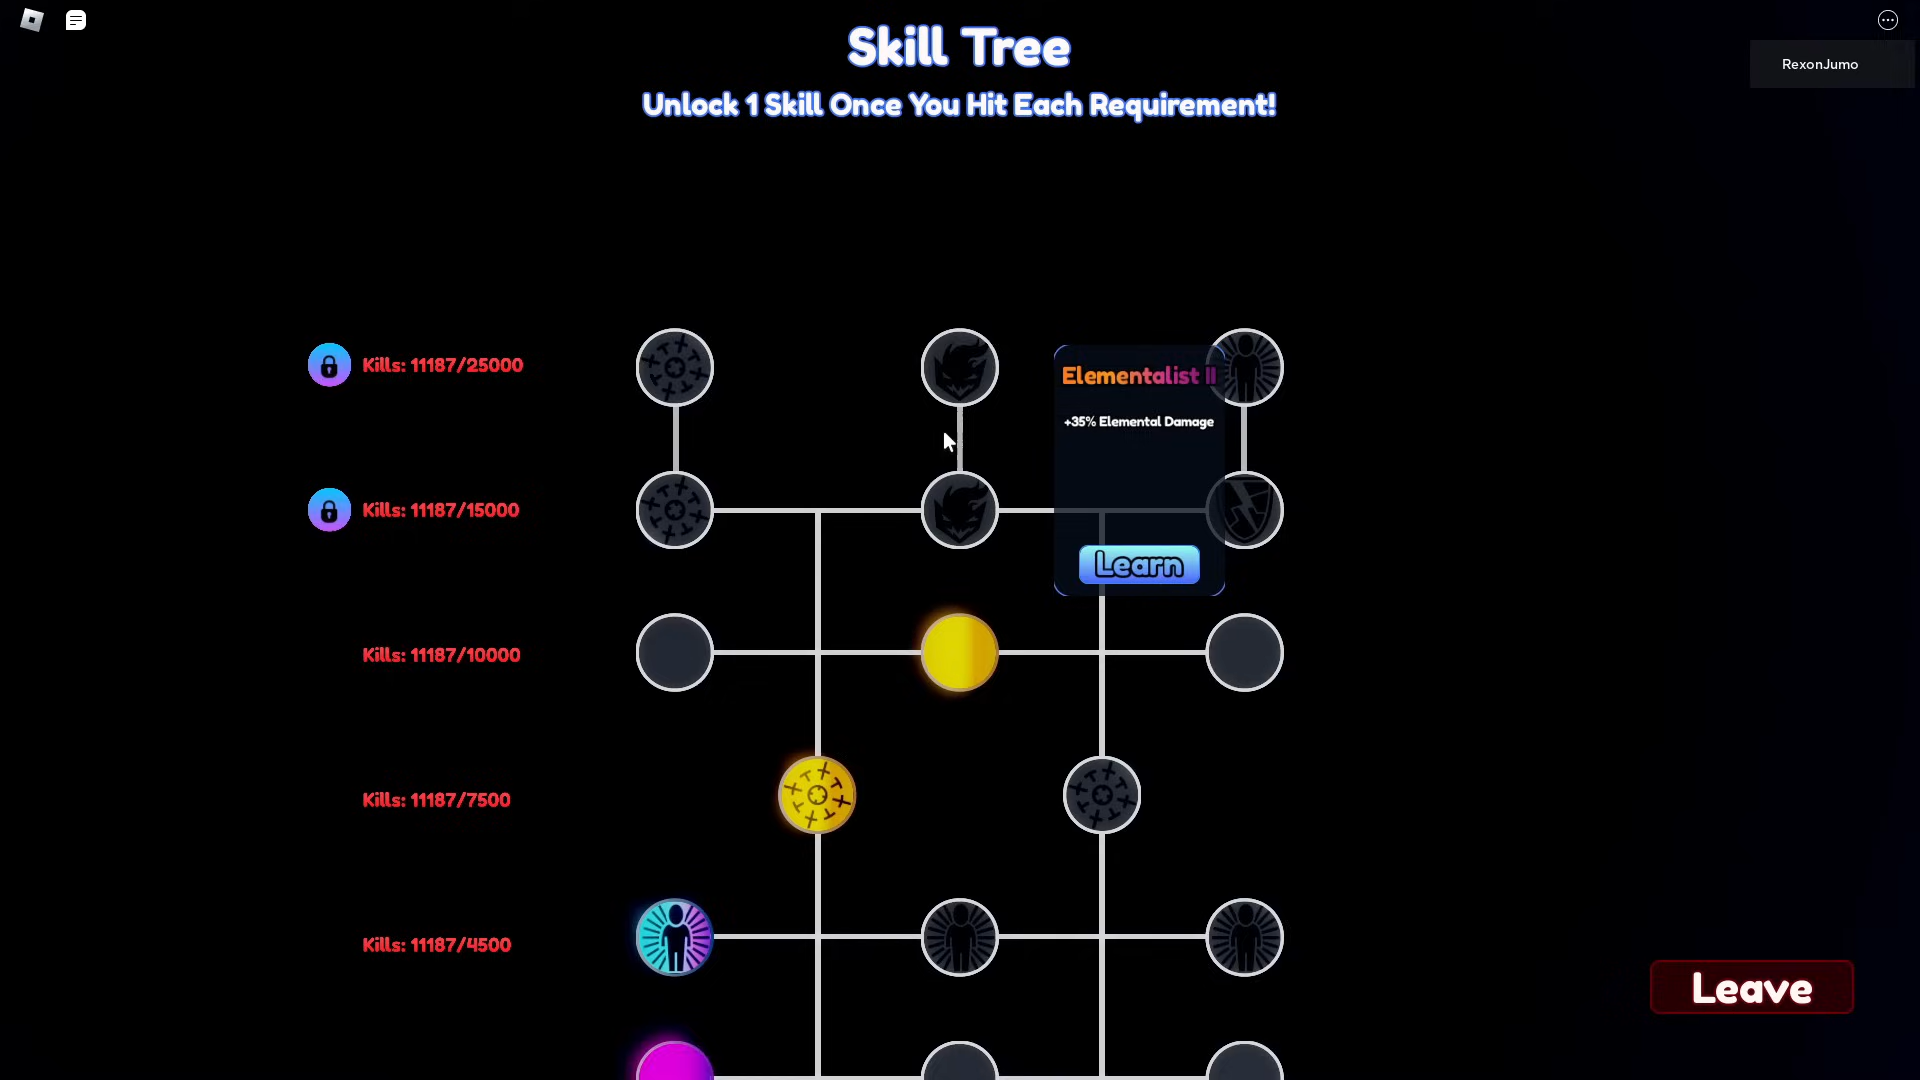 Skill Tree
RexonJumo
Unlock 1 Skill Once You Hit Each Requirement!
Kills: 11187/25000
Elementalist II
+35% Elemental Damage
Kills: 11187/15000
Learn
Kills: 11187/10000
Kills: 11187/7500
Kills: 11187/4500
Leave